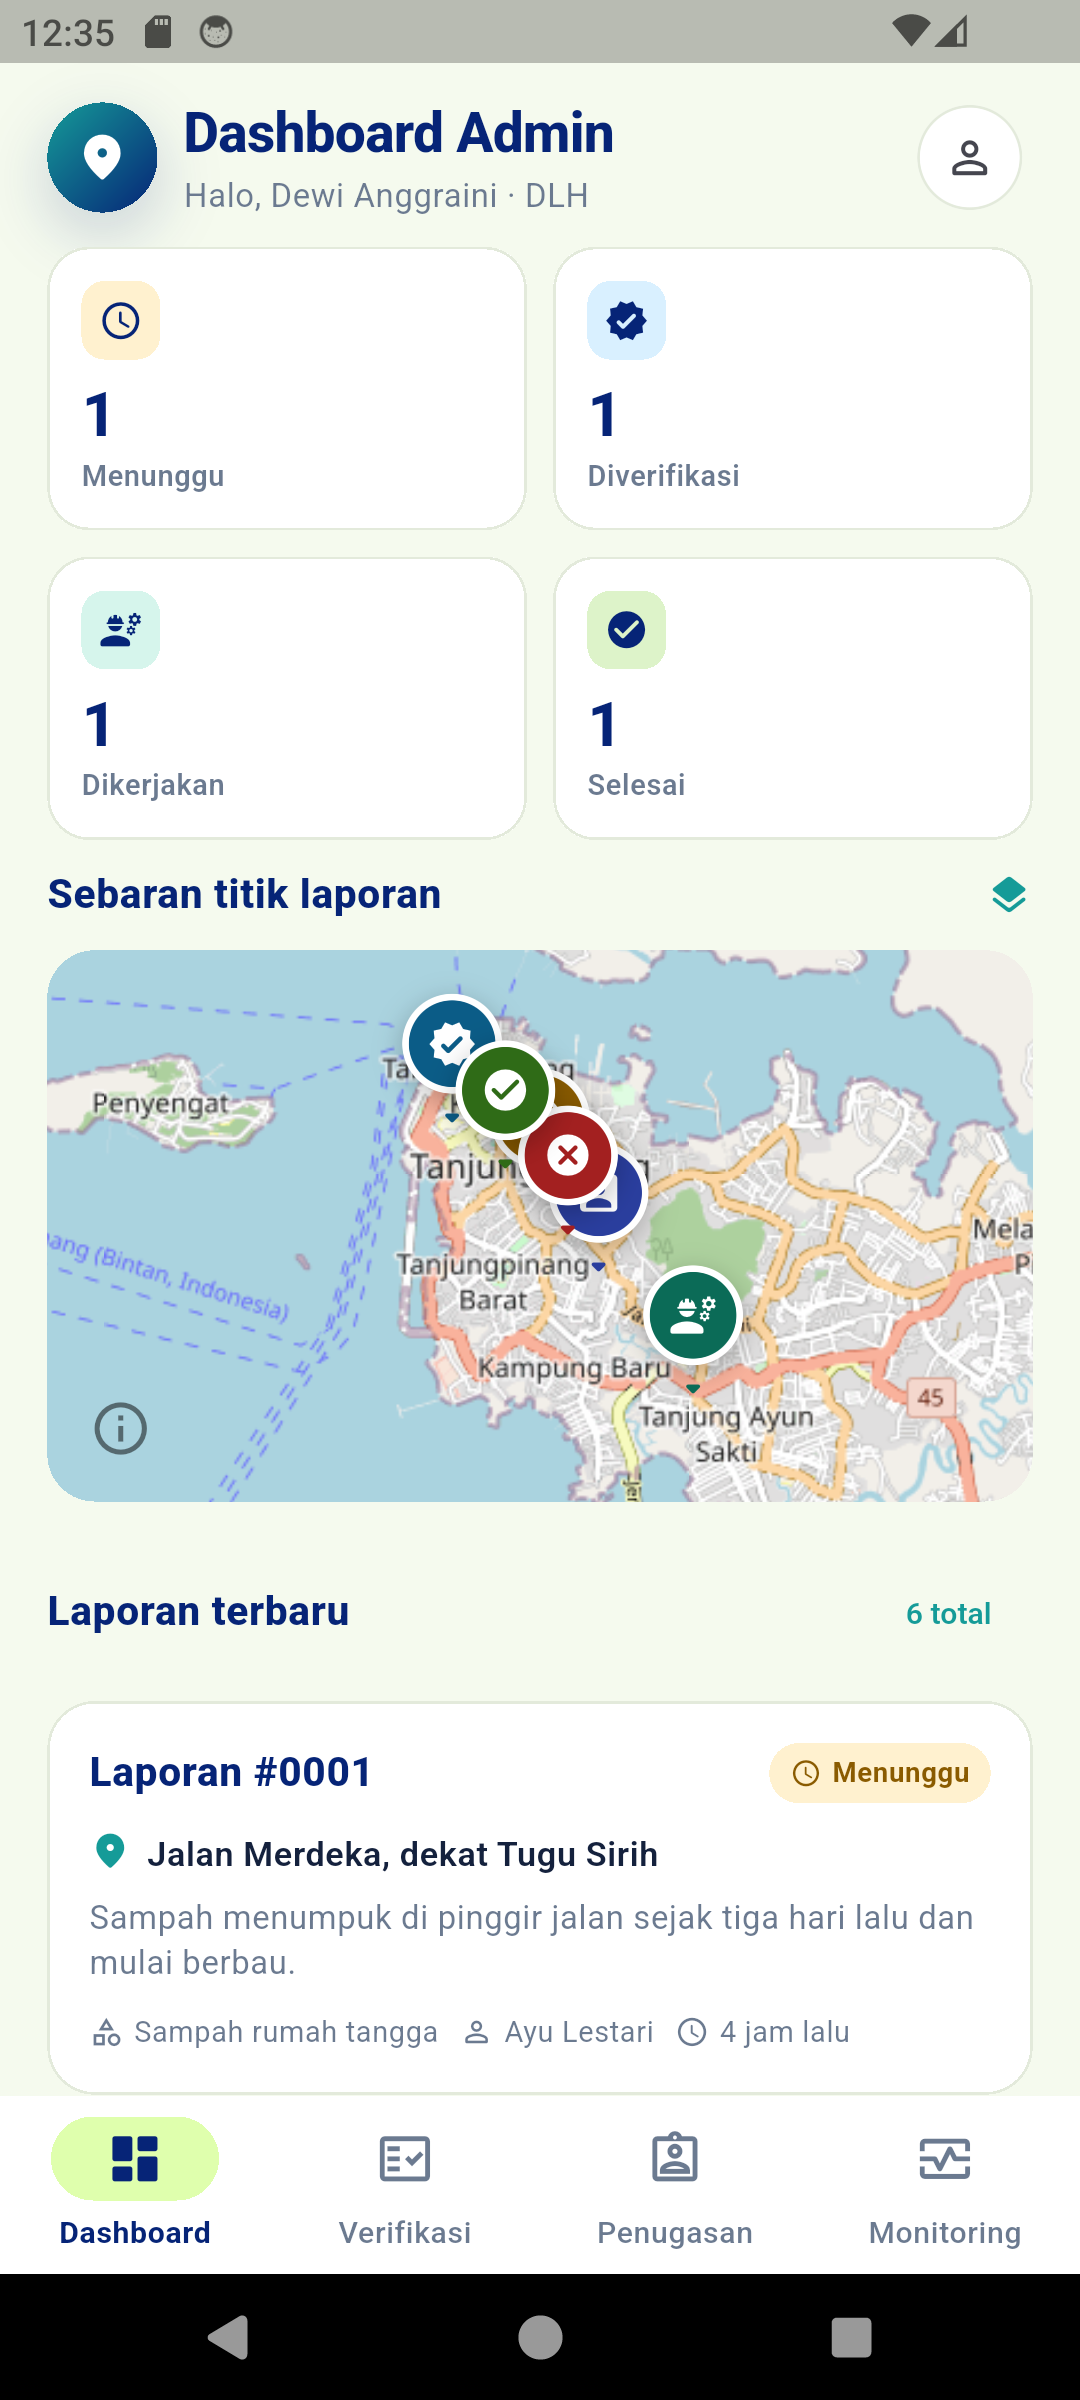 12:35
Dashboard Admin
Halo, Dewi Anggraini · DLH
1
Menunggu
1
Diverifikasi
1
Dikerjakan
1
Selesai
Sebaran titik laporan
Penyengat
Tanjungpinang
Barat
Kampung Baru
Tanjung Ayun
Sakti
45
ang (Bintan, Indonesia)
Laporan terbaru
6 total
Laporan #0001
Menunggu
Jalan Merdeka, dekat Tugu Sirih
Sampah menumpuk di pinggir jalan sejak tiga hari lalu dan
mulai berbau.
Sampah rumah tangga
Ayu Lestari
4 jam lalu
Dashboard
Verifikasi
Penugasan
Monitoring